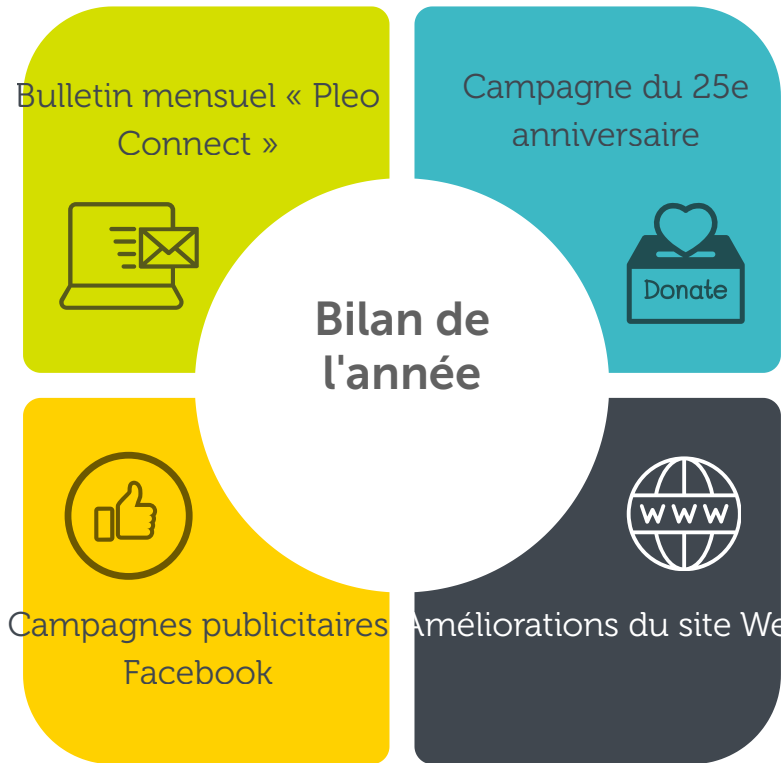 Bulletin mensuel « Pleo
Connect »
Campagne du 25e
anniversaire
Donate
Bilan de
l'année
www
Campagnes publicitaires
Facebook
Améliorations du site We